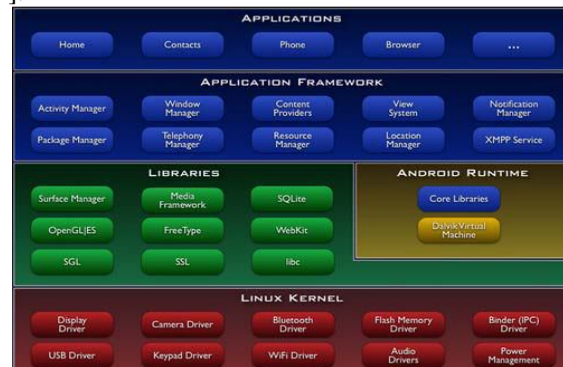 APPLICATIONS
Home Contacts Phone Browser ...
APPLICATION FRAMEWORK
Activity Manager Window Manager Content Providers View System Notification Manager
Package Manager Telephony Manager Resource Manager Location Manager XMPP Service
LIBRARIES
Surface Manager Media Framework SQLite
OpenGL|ES FreeType WebKit
SGL SSL libc
ANDROID RUNTIME
Core Libraries
Dalvik Virtual Machine
LINUX KERNEL
Display Driver Camera Driver Bluetooth Driver Flash Memory Driver Binder (IPC) Driver
USB Driver Keypad Driver WiFi Driver Audio Drivers Power Management